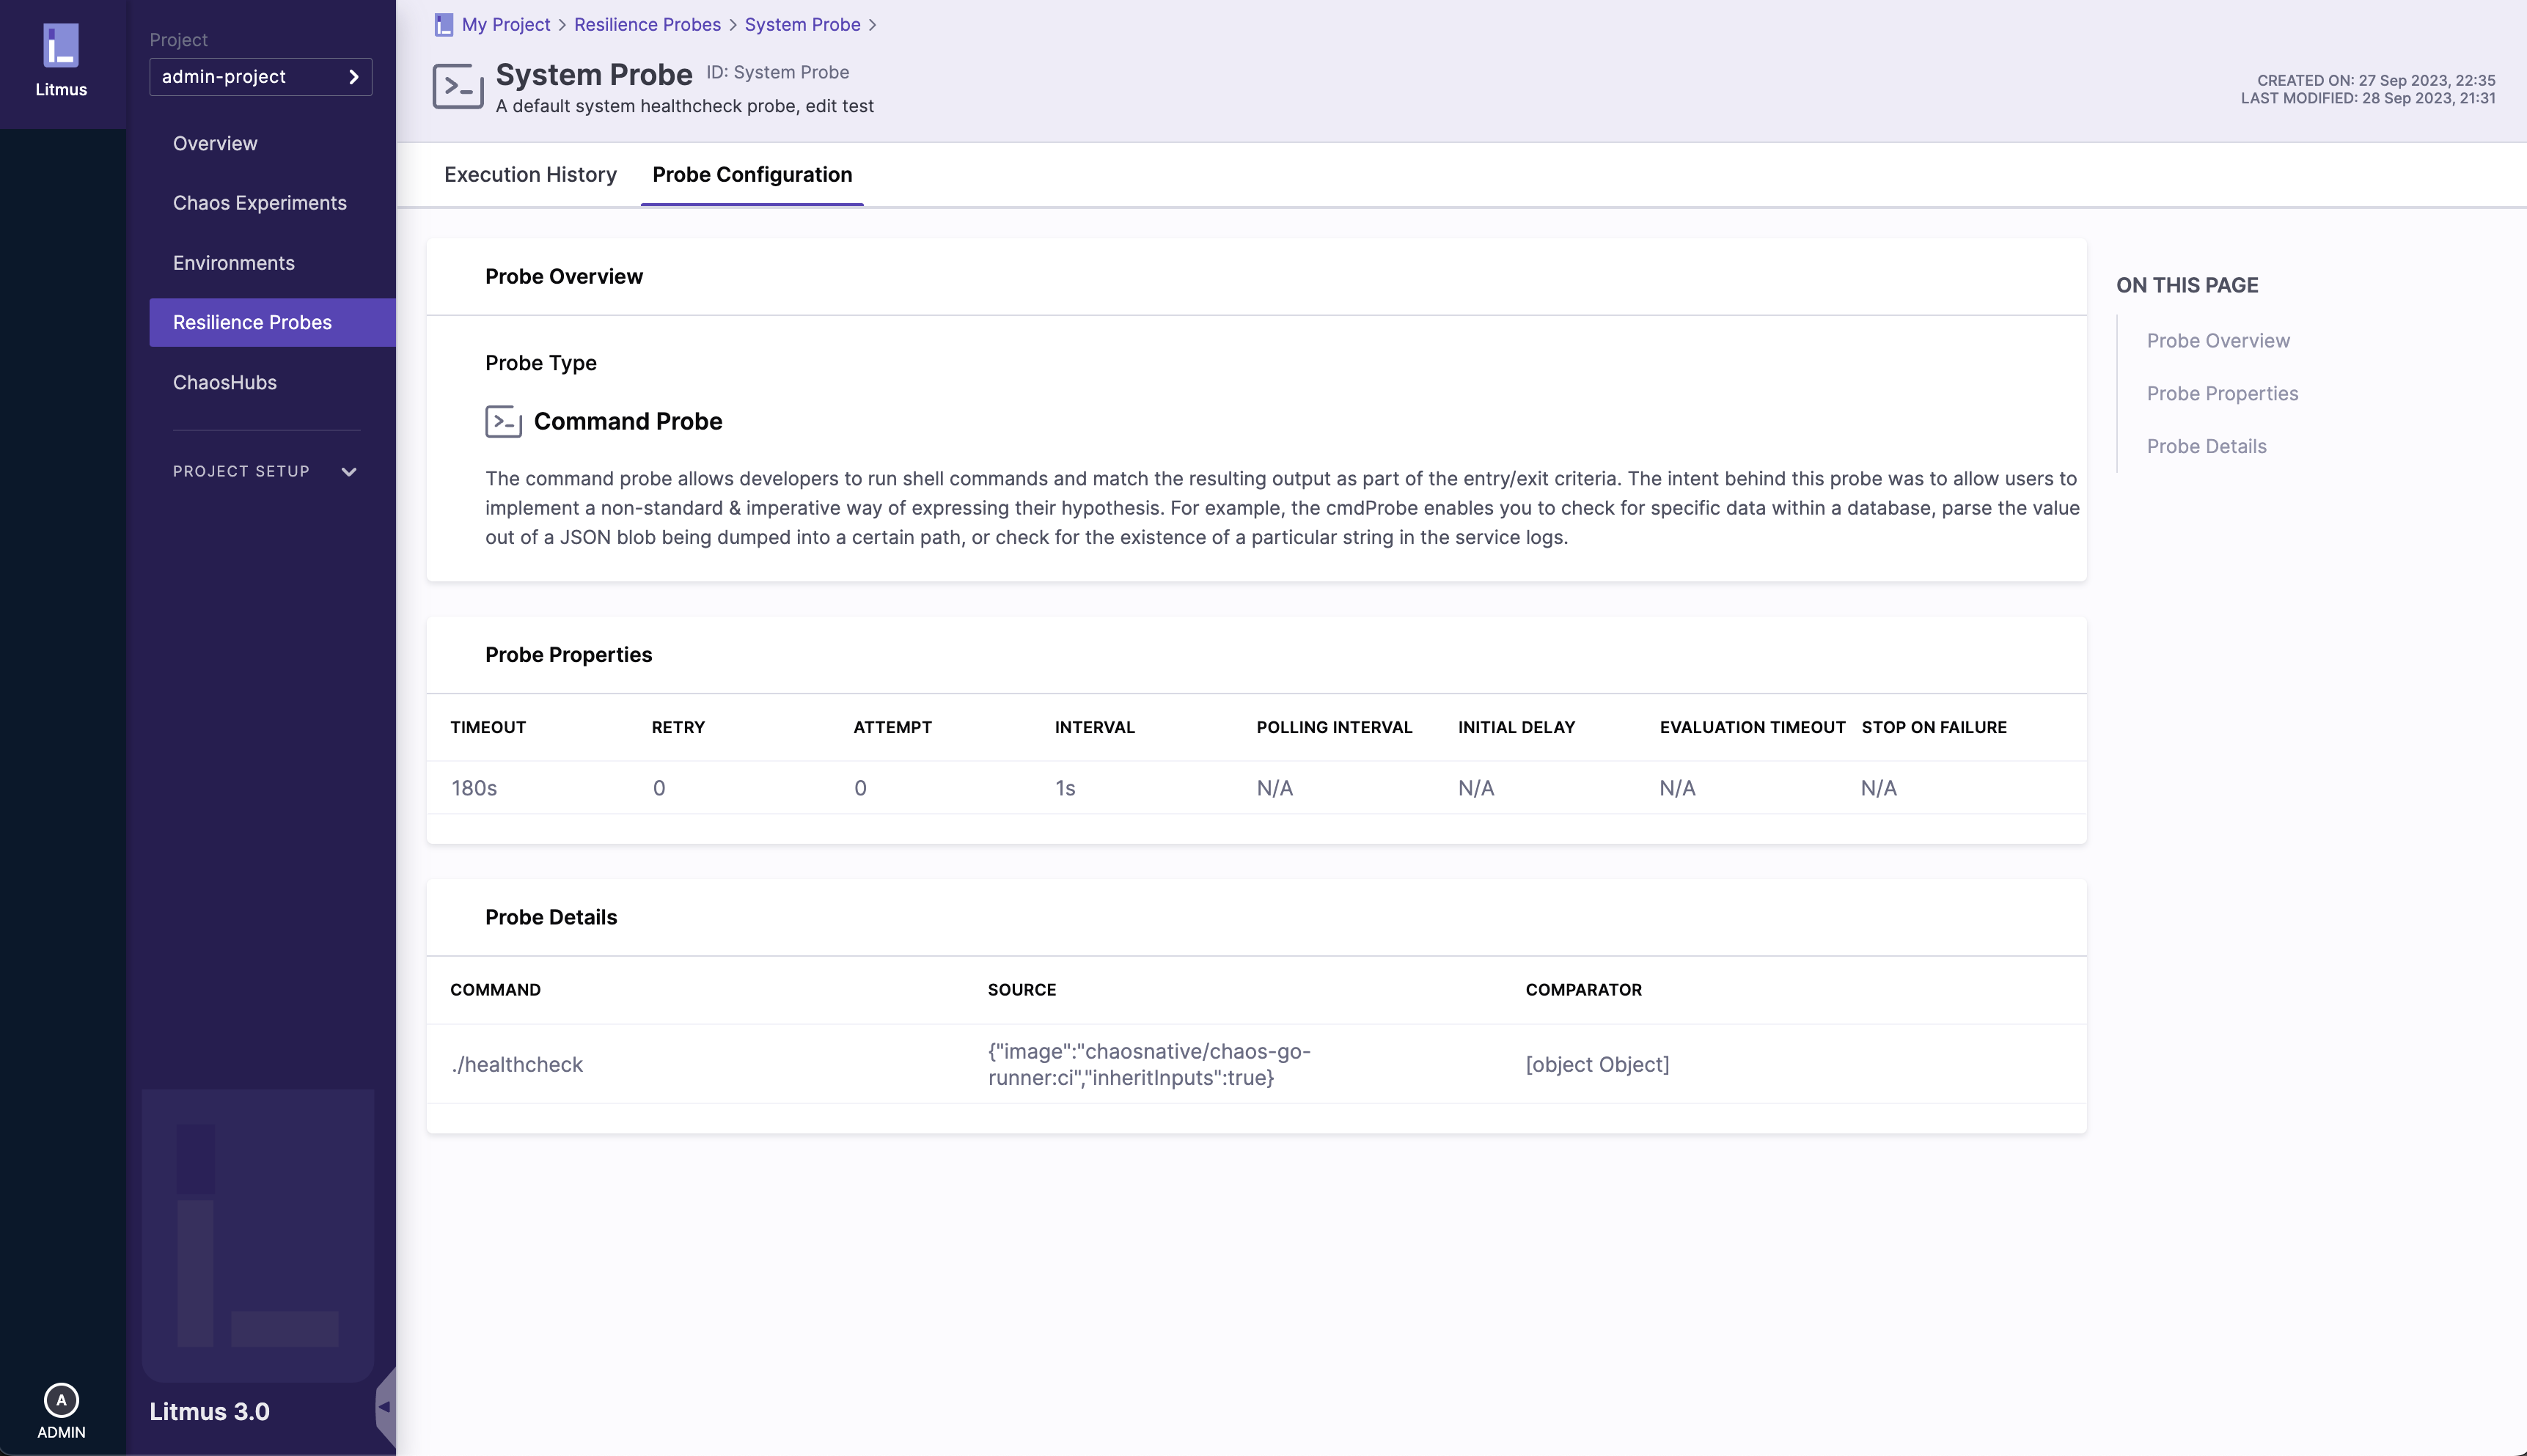 Litmus
Project
admin-project
Overview
Chaos Experiments
Environments
Resilience Probes
ChaosHubs
PROJECT SETUP
Litmus 3.0
A
ADMIN
My Project > Resilience Probes > System Probe >
System Probe ID: System Probe
A default system healthcheck probe, edit test
CREATED ON: 27 Sep 2023, 22:35
LAST MODIFIED: 28 Sep 2023, 21:31
Execution History Probe Configuration
Probe Overview
Probe Type
Command Probe
The command probe allows developers to run shell commands and match the resulting output as part of the entry/exit criteria. The intent behind this probe was to allow users to
implement a non-standard & imperative way of expressing their hypothesis. For example, the cmdProbe enables you to check for specific data within a database, parse the value
out of a JSON blob being dumped into a certain path, or check for the existence of a particular string in the service logs.
Probe Properties
TIMEOUT RETRY ATTEMPT INTERVAL POLLING INTERVAL INITIAL DELAY EVALUATION TIMEOUT STOP ON FAILURE
180s 0 0 1s N/A N/A N/A N/A
Probe Details
COMMAND SOURCE COMPARATOR
./healthcheck {"image":"chaosnative/chaos-go-
runner:ci","inheritInputs":true} [object Object]
ON THIS PAGE
Probe Overview
Probe Properties
Probe Details